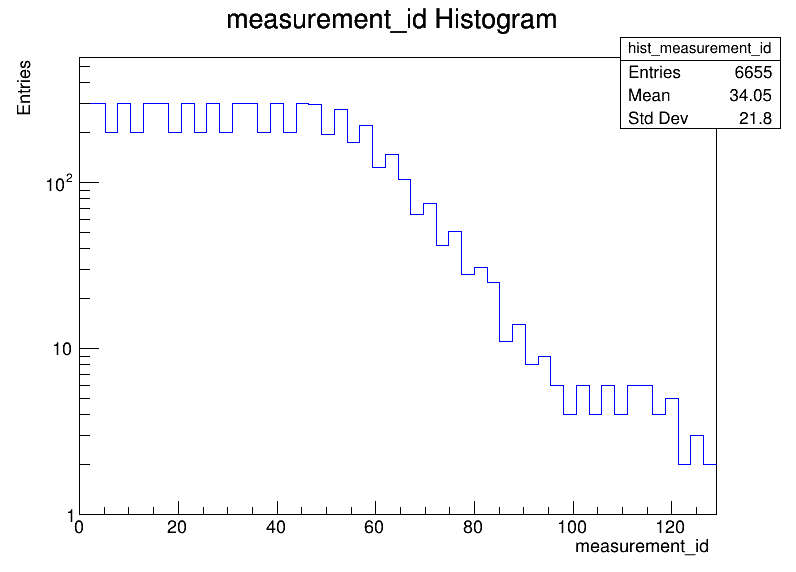 measurement_id Histogram
hist_measurement_id
Entries 6655
Mean 34.05
Std Dev 21.8
Entries
10²
10
1
0 20 40 60 80 100 120
measurement_id